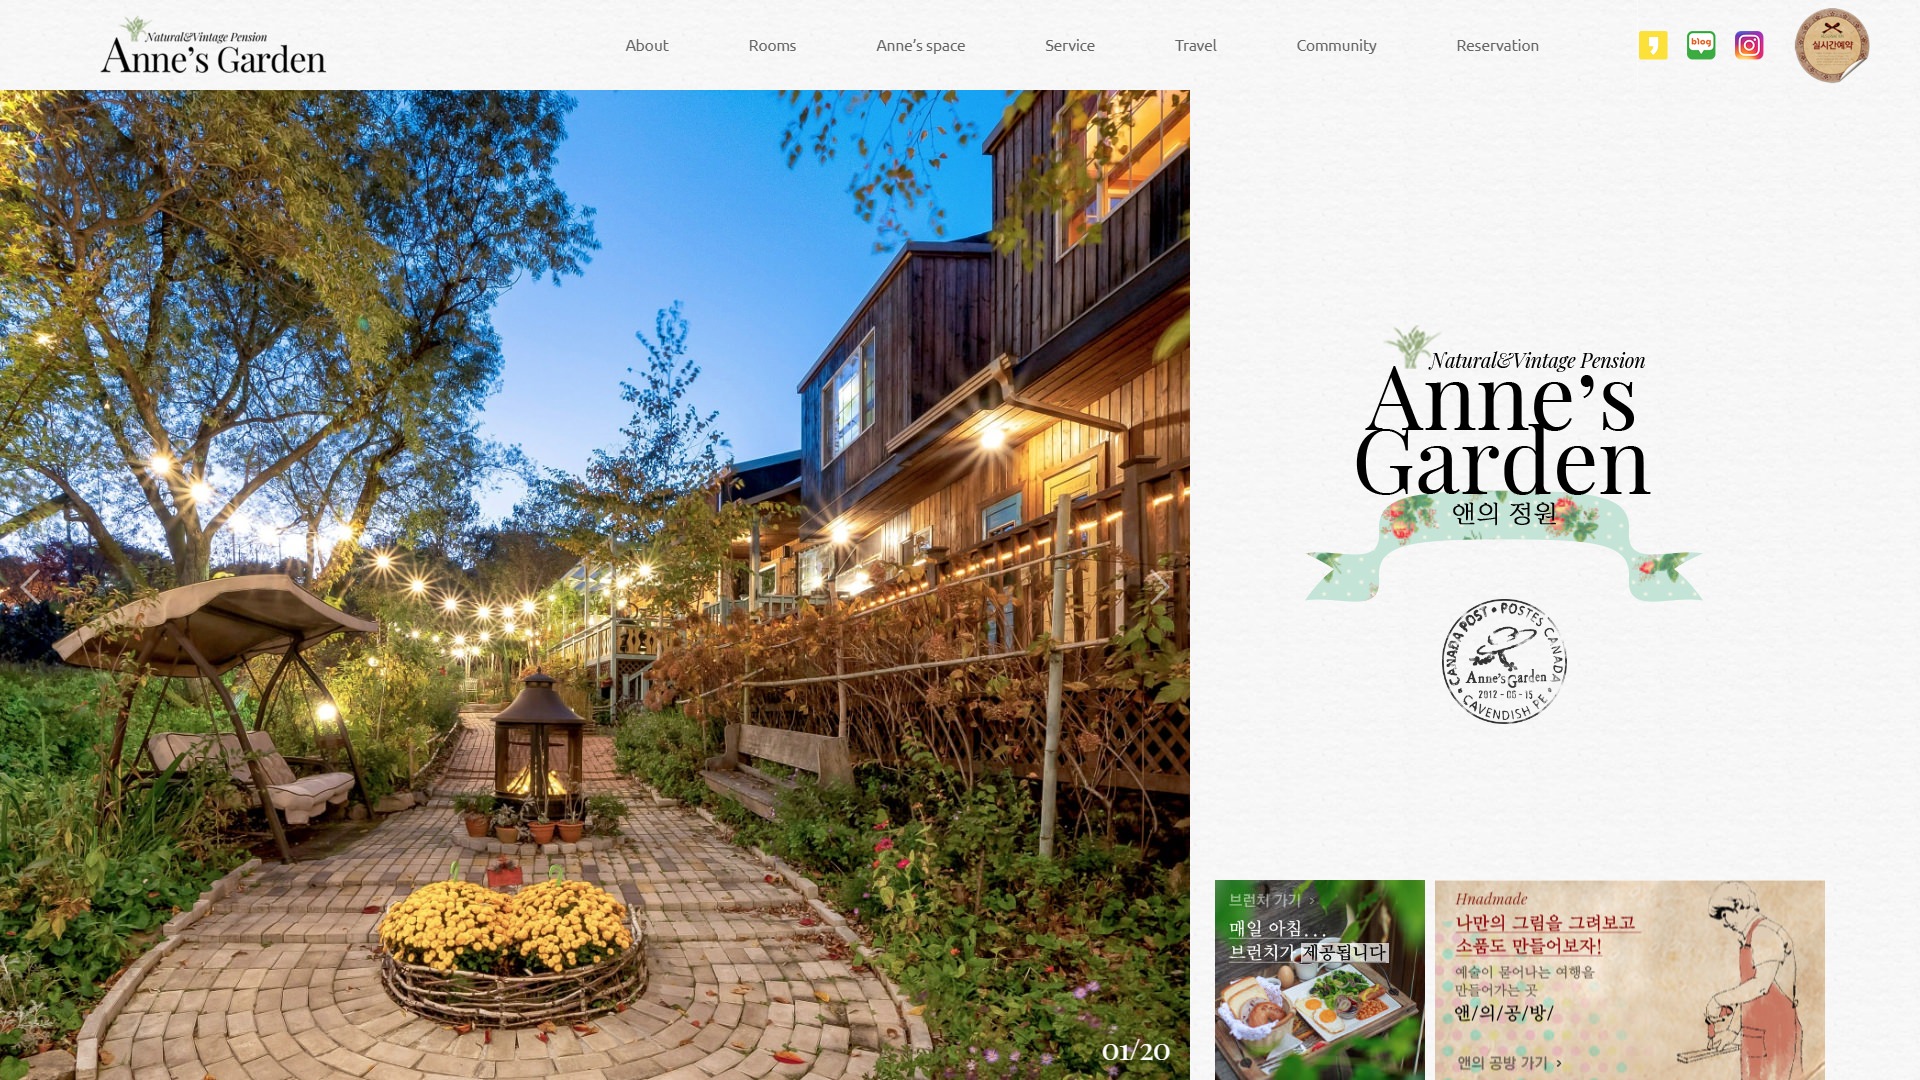 Natural&Vintage Pension
Anne's Garden
About
Rooms
Anne's space
Service
Travel
Community
Reservation
blog
실시간예약
01/20
Natural&Vintage Pension
Anne's
Garden
앤의 정원
CANADA POST • POSTES CANADA
Anne's Garden
2012 - 06 - 15
CAVENDISH PE
브런치 가기 >
매일 아침...
브런치가 제공됩니다
Hnadmade
나만의 그림을 그려보고
소품도 만들어보자!
예술이 묻어나는 여행을
만들어가는 곳
앤/의/공/방/
앤의 공방 가기 >